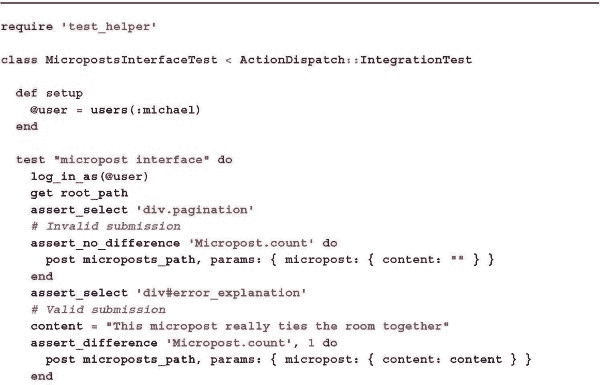 require 'test_helper'
class MicropostsInterfaceTest < ActionDispatch::IntegrationTest
def setup
@user = users(:michael)
end
test "micropost interface" do
log_in_as(@user)
get root_path
assert_select 'div.pagination'
# Invalid submission
assert_no_difference 'Micropost.count' do
post microposts_path, params: { micropost: { content: "" } }
end
assert_select 'div#error_explanation'
# Valid submission
content = "This micropost really ties the room together"
assert_difference 'Micropost.count', 1 do
post microposts_path, params: { micropost: { content: content } }
end